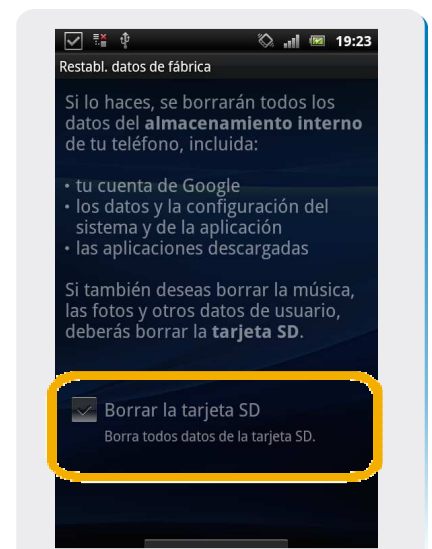 19:23
Restabl. datos de fábrica
Si lo haces, se borrarán todos los
datos del almacenamiento interno
de tu teléfono, incluida:
• tu cuenta de Google
• los datos y la configuración del
sistema y de la aplicación
• las aplicaciones descargadas
Si también deseas borrar la música,
las fotos y otros datos de usuario,
deberás borrar la tarjeta SD.
Borrar la tarjeta SD
Borra todos datos de la tarjeta SD.